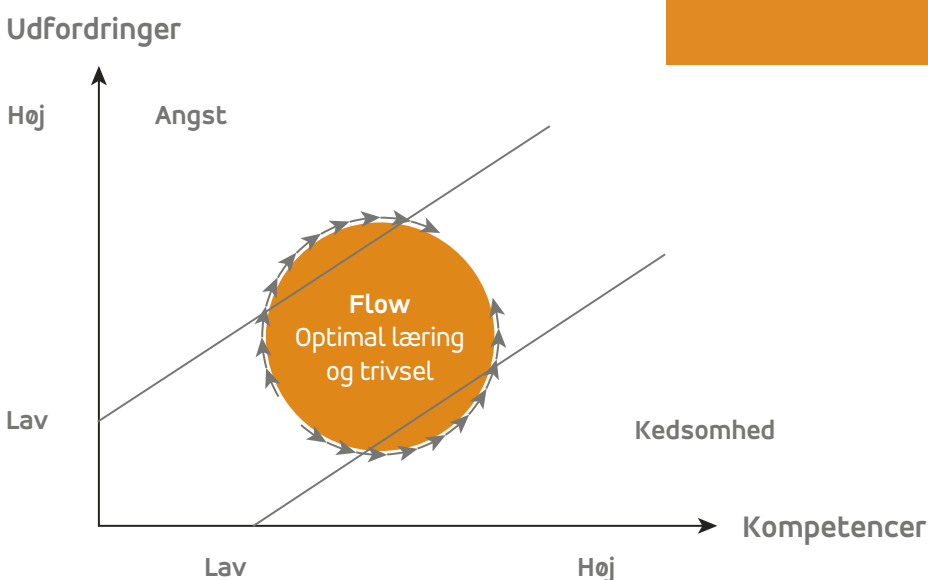 Udfordringer
Høj
Angst
Flow
Optimal læring
og trivsel
Lav
Kedsomhed
Kompetencer
Lav
Høj